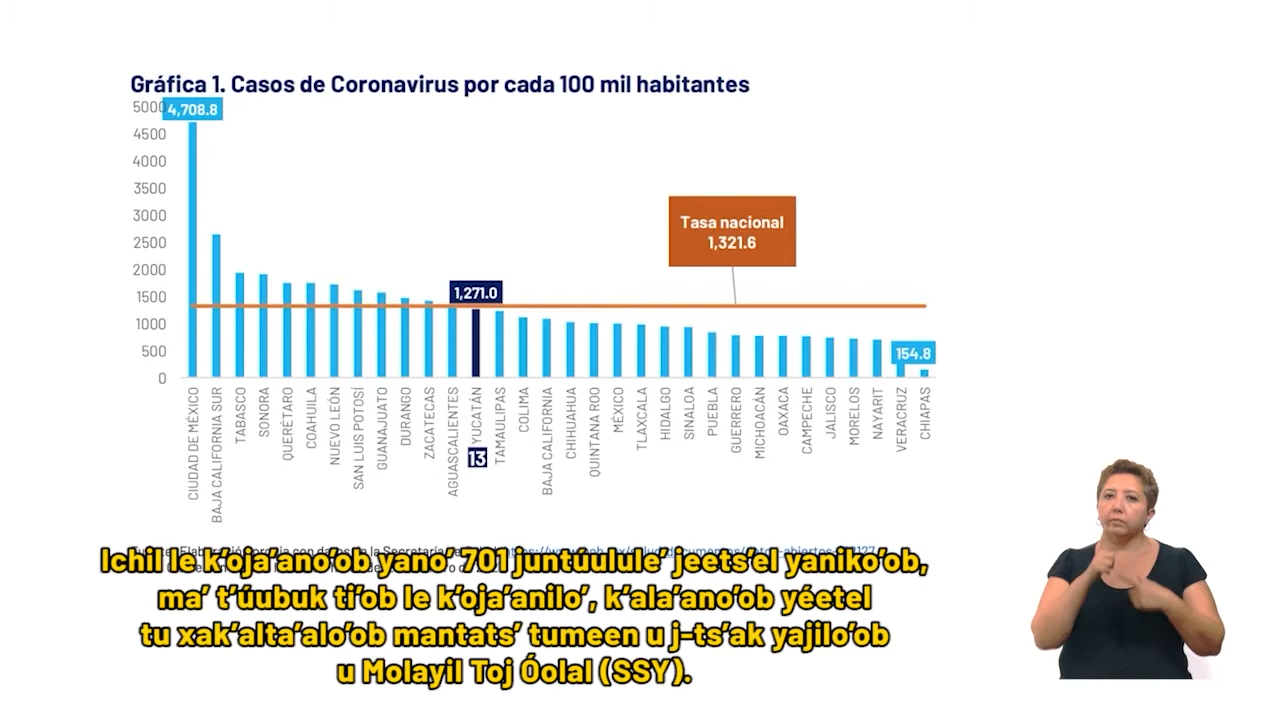 Gráfica 1. Casos de Coronavirus por cada 100 mil habitantes
5000
4,708.8
4500
4000
3500
3000
2500
2000
1500
1000
500
0
Tasa nacional
1,321.6
1,271.0
154.8
CIUDAD DE MÉXICO
BAJA CALIFORNIA SUR
TABASCO
SONORA
QUERÉTARO
COAHUILA
NUEVO LEÓN
SAN LUIS POTOSÍ
GUANAJUATO
DURANGO
ZACATECAS
AGUASCALIENTES
YUCATÁN
13
TAMAULIPAS
COLIMA
BAJA CALIFORNIA
CHIHUAHUA
QUINTANA ROO
MÉXICO
TLAXCALA
HIDALGO
SINALOA
PUEBLA
GUERRERO
MICHOACÁN
OAXACA
CAMPECHE
JALISCO
MORELOS
NAYARIT
VERACRUZ
CHIAPAS
Ichil le k'oja'ano'ob yano' 701 juntúulule' jeets'el yaniko'ob,
ma' t'úubuk ti'ob le k'oja'anilo', k'ala'ano'ob yéetel
tu xak'alta'alo'ob mantats' tumeen u j-ts'ak yajilo'ob
u Molayil Toj Óolal (SSY).